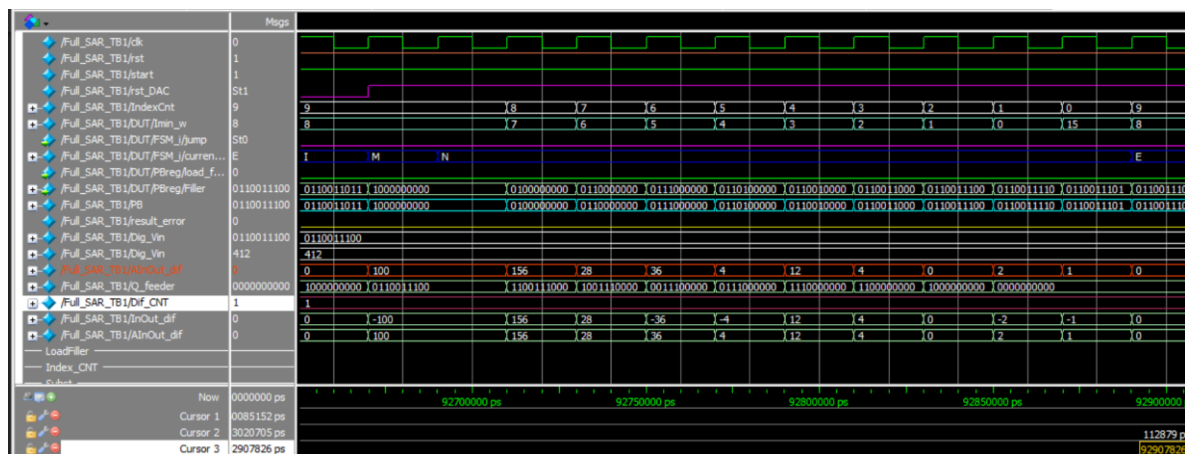 Msgs
/Full_SAR_TB1/clk 0
/Full_SAR_TB1/rst 1
/Full_SAR_TB1/start 1
/Full_SAR_TB1/rst_DAC St1
/Full_SAR_TB1/IndexCnt 9 9 8 7 6 5 4 3 2 1 0 9
/Full_SAR_TB1/DUT/Imin_w 8 8 7 6 5 4 3 2 1 0 15 8
/Full_SAR_TB1/DUT/FSM_i/jump St0
/Full_SAR_TB1/DUT/FSM_i/curren... E I M N E
/Full_SAR_TB1/DUT/PBreg/load_f... 0
/Full_SAR_TB1/DUT/PBreg/Filler 0110011100 0110011011 1000000000 0100000000 0110000000 0111000000 0110100000 0110010000 0110011000 0110011100 0110011110 0110011101 011001110
/Full_SAR_TB1/PB 0110011100 0110011011 1000000000 0100000000 0110000000 0111000000 0110100000 0110010000 0110011000 0110011100 0110011110 0110011101 011001110
/Full_SAR_TB1/result_error 0
/Full_SAR_TB1/Dig_Vin 0110011100 0110011100
/Full_SAR_TB1/Dig_Vin 412 412
/Full_SAR_TB1/AInOut_dif 0 0 100 156 28 36 4 12 4 0 2 1 0
/Full_SAR_TB1/Q_feeder 0000000000 1000000000 0110011100 1100111000 1001110000 0011100000 0111000000 1110000000 1100000000 1000000000 0000000000
/Full_SAR_TB1/Dif_CNT 1 1
/Full_SAR_TB1/InOut_dif 0 0 -100 156 28 -36 -4 12 4 0 -2 -1 0
/Full_SAR_TB1/AInOut_dif 0 0 100 156 28 36 4 12 4 0 2 1 0
LoadFiller
Index_CNT
Now 0000000 ps 92700000 ps 92750000 ps 92800000 ps 92850000 ps 92900000
Cursor 1 0085152 ps
Cursor 2 3020705 ps 112879 p
Cursor 3 2907826 ps 92907826